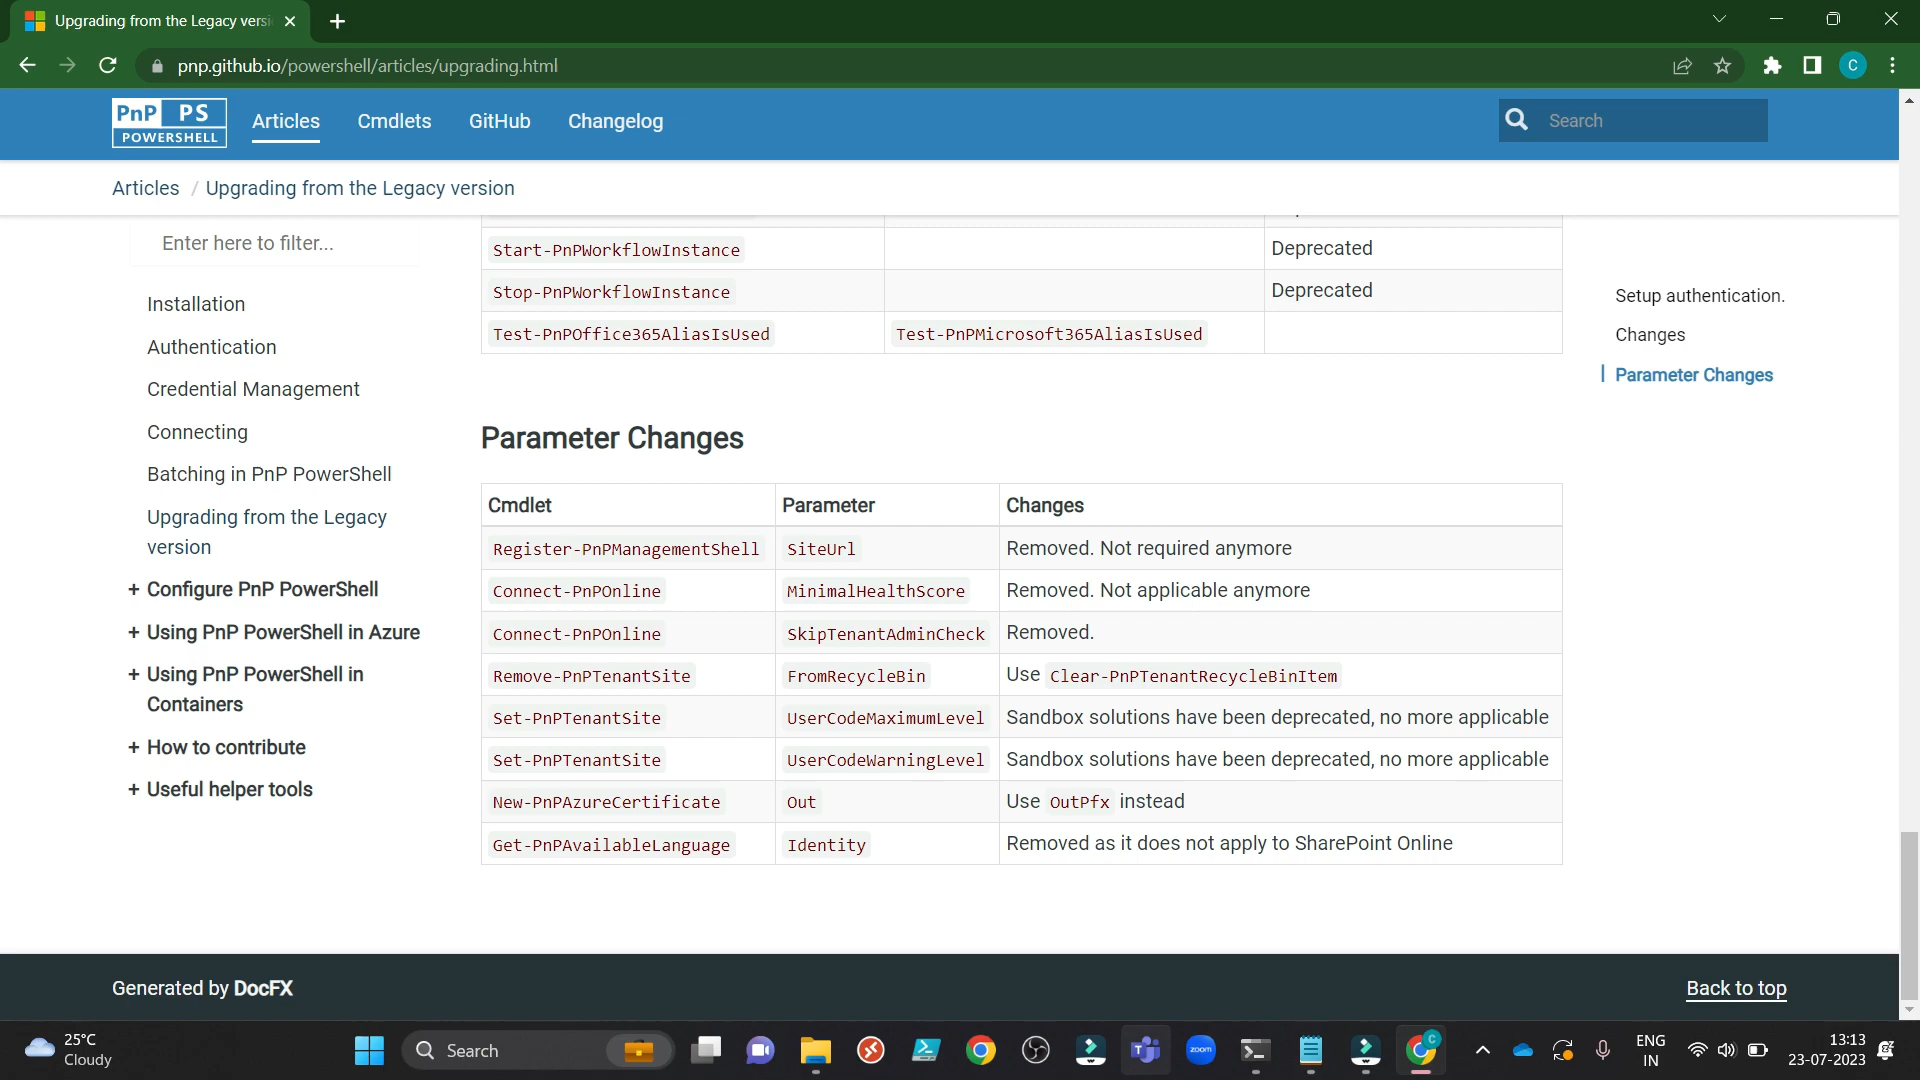 Upgrading from the Legacy versi
pnp.github.io/powershell/articles/upgrading.html
C
PnP PS
POWERSHELL
Articles
Cmdlets
GitHub
Changelog
Search
Articles / Upgrading from the Legacy version
Enter here to filter...
Installation
Authentication
Credential Management
Connecting
Batching in PnP PowerShell
Upgrading from the Legacy
version
+ Configure PnP PowerShell
+ Using PnP PowerShell in Azure
+ Using PnP PowerShell in
Containers
+ How to contribute
+ Useful helper tools
Start-PnPWorkflowInstance Deprecated
Stop-PnPWorkflowInstance Deprecated
Test-PnPOffice365AliasIsUsed Test-PnPMicrosoft365AliasIsUsed
Parameter Changes
Cmdlet Parameter Changes
Register-PnPManagementShell SiteUrl Removed. Not required anymore
Connect-PnPOnline MinimalHealthScore Removed. Not applicable anymore
Connect-PnPOnline SkipTenantAdminCheck Removed.
Remove-PnPTenantSite FromRecycleBin Use Clear-PnPTenantRecycleBinItem
Set-PnPTenantSite UserCodeMaximumLevel Sandbox solutions have been deprecated, no more applicable
Set-PnPTenantSite UserCodeWarningLevel Sandbox solutions have been deprecated, no more applicable
New-PnPAzureCertificate Out Use OutPfx instead
Get-PnPAvailableLanguage Identity Removed as it does not apply to SharePoint Online
Setup authentication.
Changes
Parameter Changes
Generated by DocFX
Back to top
25°C
Cloudy
Search
zoom
C
ENG
IN
13:13
23-07-2023